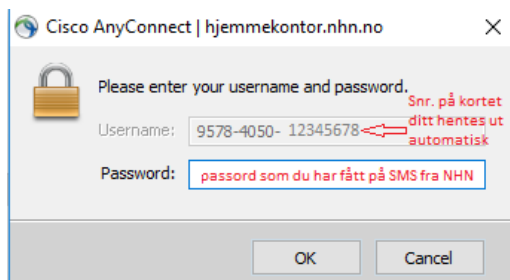 Cisco AnyConnect | hjemmekontor.nhn.no
Please enter your username and password.
Snr. på kortet
ditt hentes ut
automatisk
Username: 9578-4050- 12345678
Password: passord som du har fått på SMS fra NHN
OK Cancel